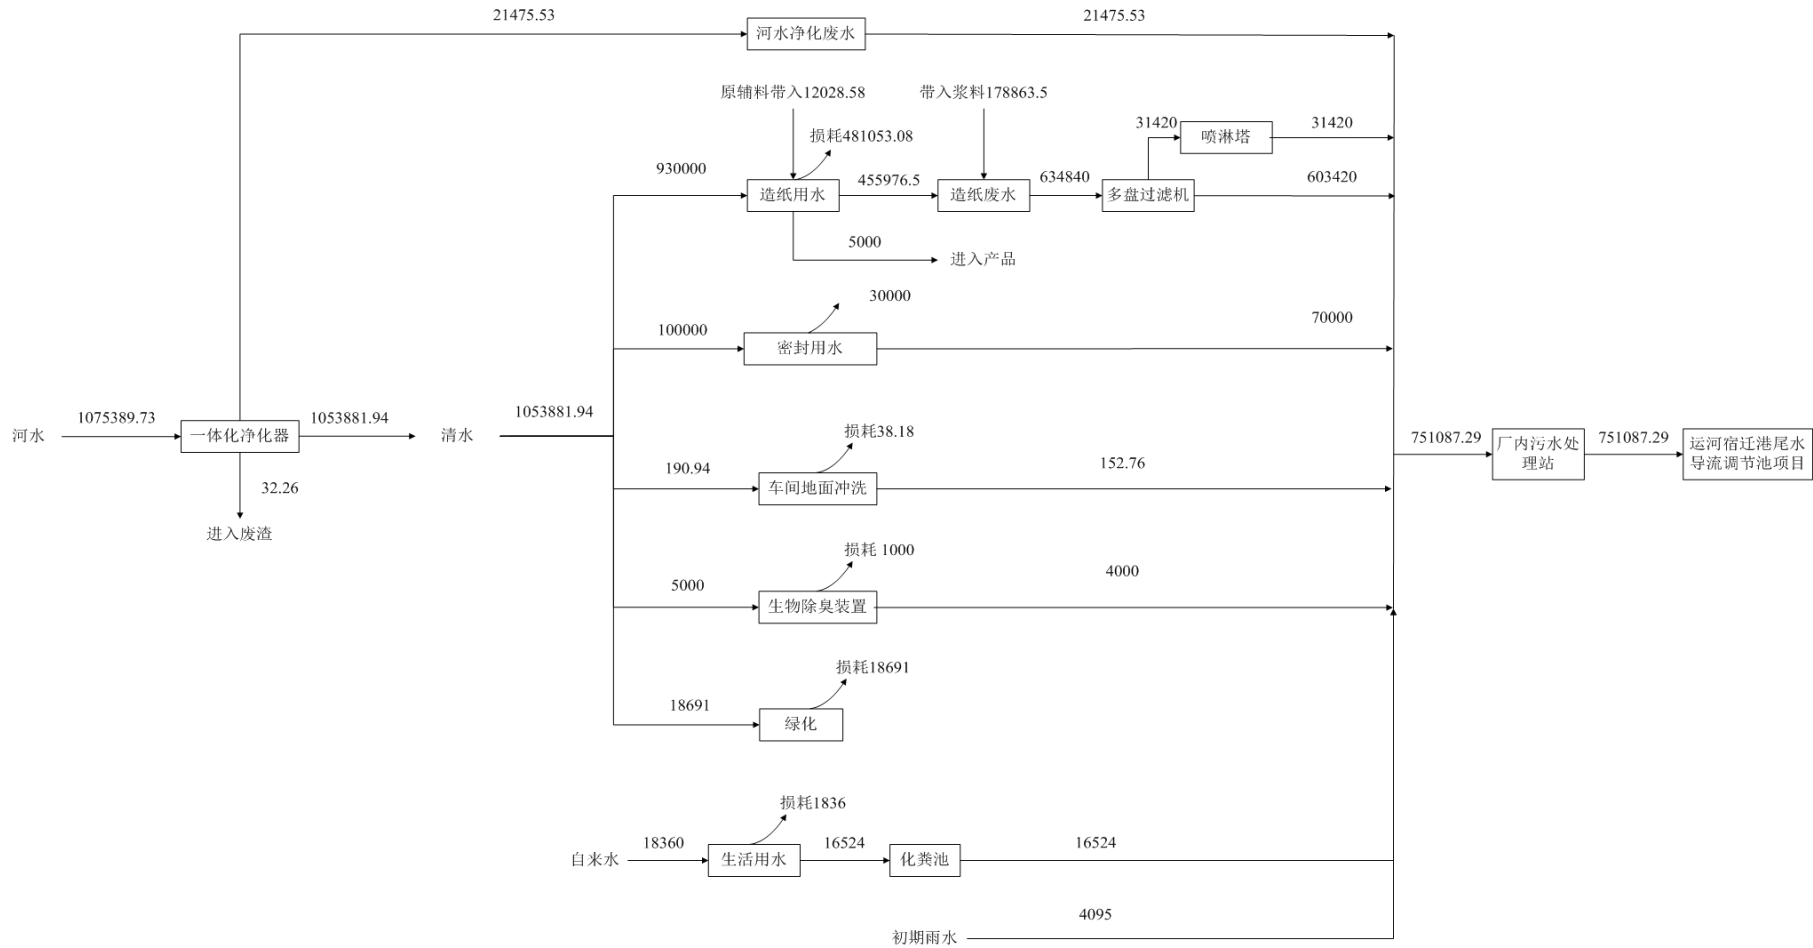 21475.53
21475.53
河水净化废水
原辅料带入12028.58
带入浆料178863.5
损耗481053.08
31420
喷淋塔
31420
930000
造纸用水
455976.5
造纸废水
634840
多盘过滤机
603420
5000
进入产品
30000
100000
密封用水
70000
河水
1075389.73
一体化净化器
1053881.94
清水
1053881.94
32.26
进入废渣
损耗38.18
190.94
车间地面冲洗
152.76
751087.29
厂内污水处
理站
751087.29
运河宿迁港尾水
导流调节池项目
损耗 1000
5000
生物除臭装置
4000
损耗18691
18691
绿化
损耗1836
自来水
18360
生活用水
16524
化粪池
16524
4095
初期雨水